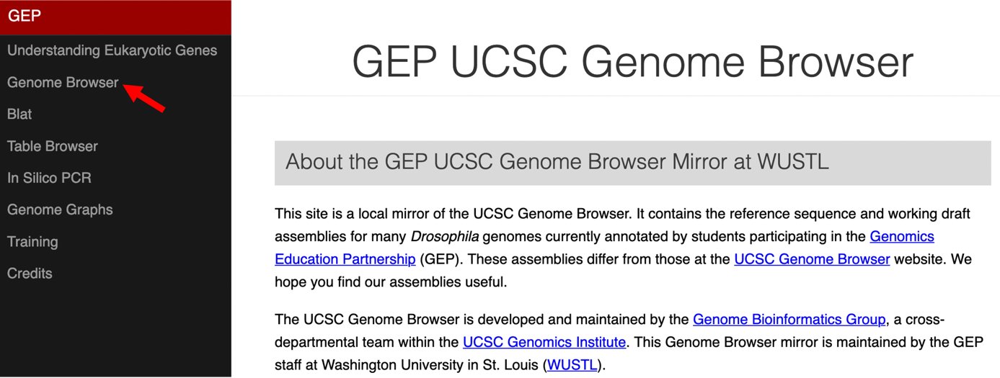 GEP
Understanding Eukaryotic Genes
Genome Browser
Blat
Table Browser
In Silico PCR
Genome Graphs
Training
Credits
GEP UCSC Genome Browser
About the GEP UCSC Genome Browser Mirror at WUSTL
This site is a local mirror of the UCSC Genome Browser. It contains the reference sequence and working draft
assemblies for many Drosophila genomes currently annotated by students participating in the Genomics
Education Partnership (GEP). These assemblies differ from those at the UCSC Genome Browser website. We
hope you find our assemblies useful.
The UCSC Genome Browser is developed and maintained by the Genome Bioinformatics Group, a cross-
departmental team within the UCSC Genomics Institute. This Genome Browser mirror is maintained by the GEP
staff at Washington University in St. Louis (WUSTL).